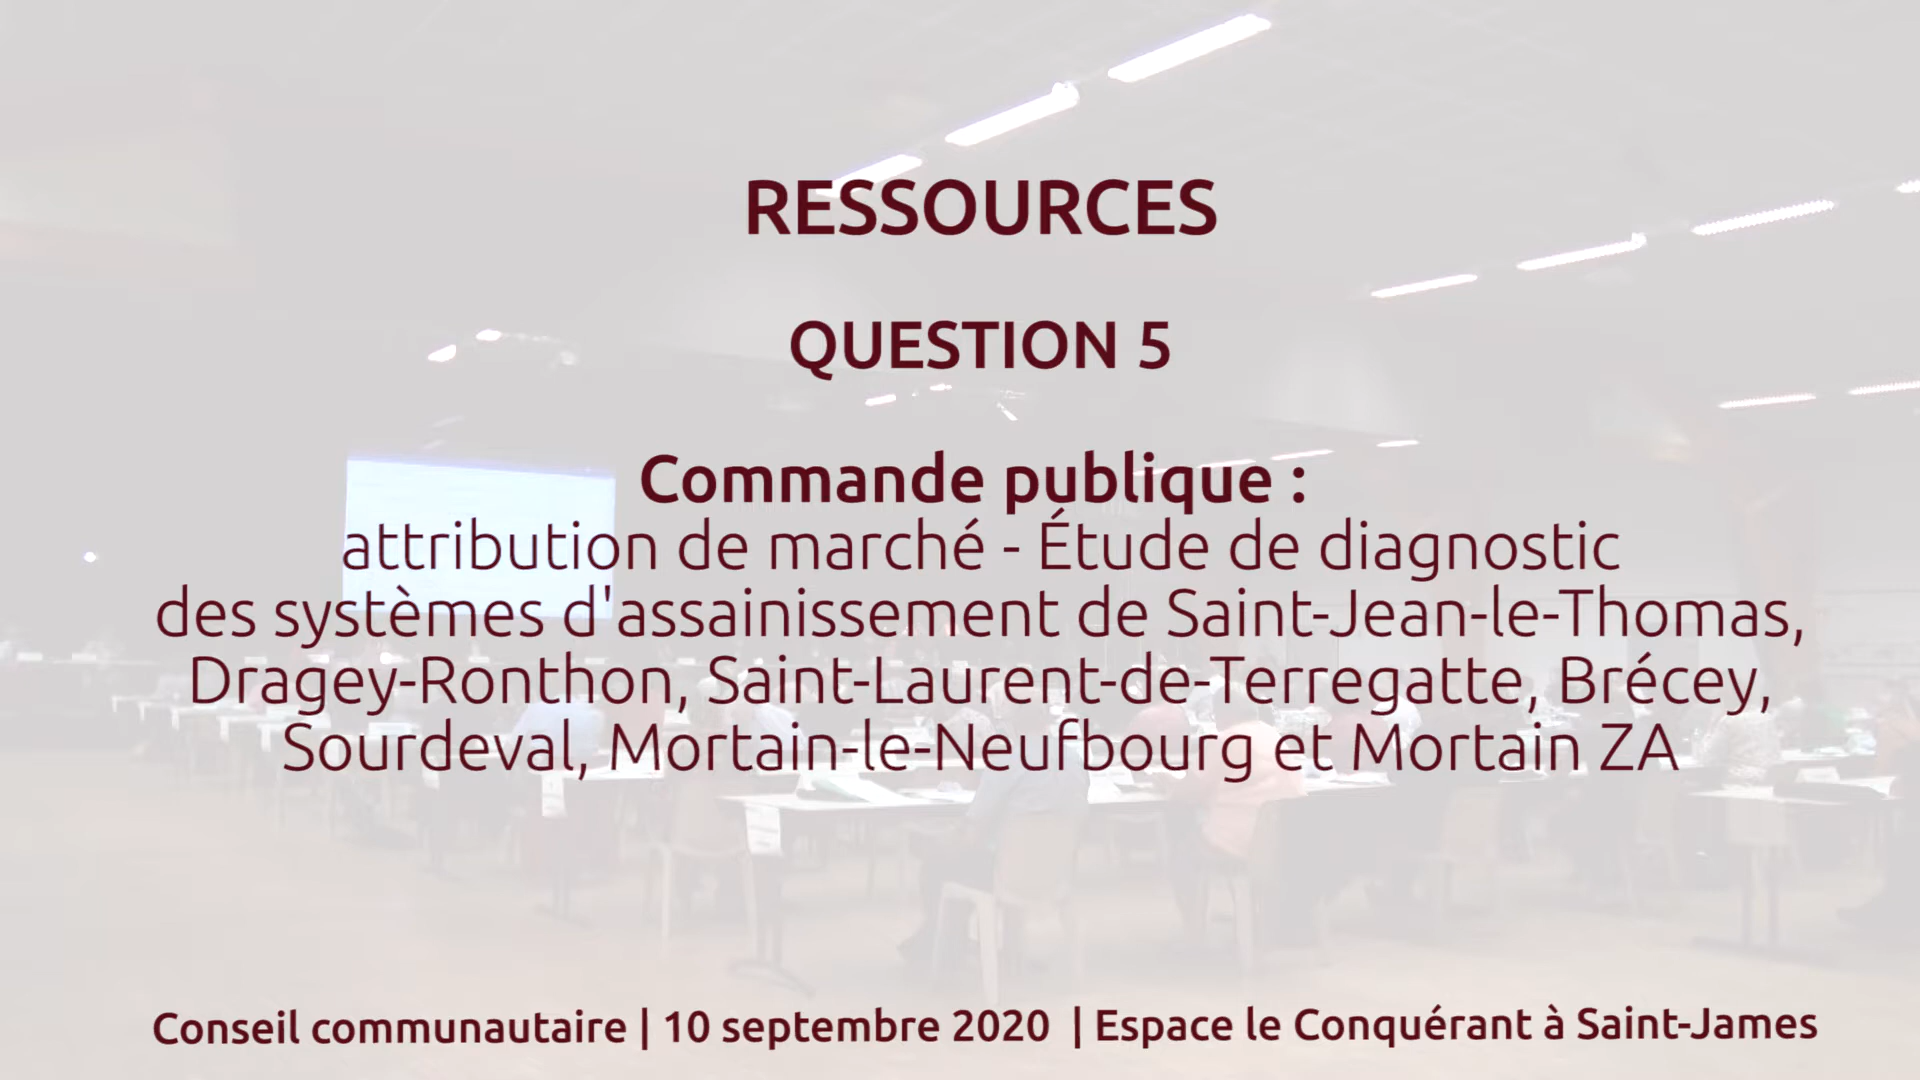 RESSOURCES
QUESTION 5
Commande publique :
attribution de marché - Étude de diagnostic
des systèmes d'assainissement de Saint-Jean-le-Thomas,
Dragey-Ronthon, Saint-Laurent-de-Terregatte, Brécey,
Sourdeval, Mortain-le-Neufbourg et Mortain ZA
Conseil communautaire | 10 septembre 2020 | Espace le Conquérant à Saint-James